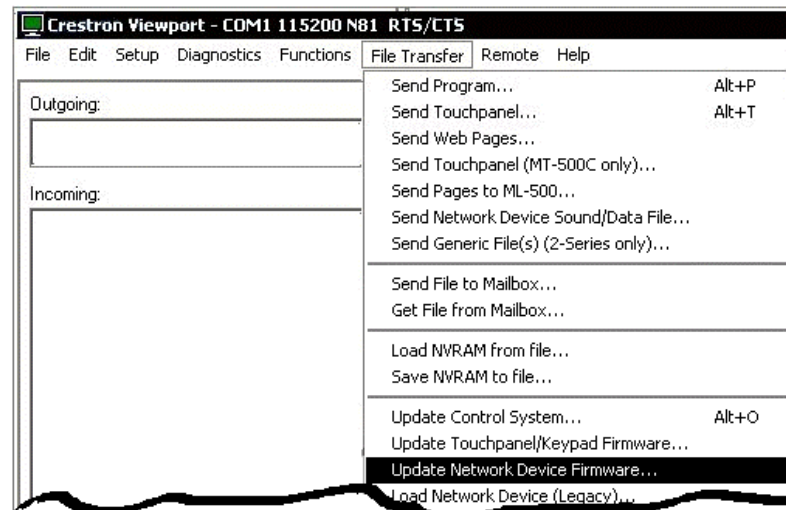 Crestron Viewport - COM1 115200 N81 RTS/CTS
File Edit Setup Diagnostics Functions File Transfer Remote Help
Outgoing:
Incoming:
Send Program... Alt+P
Send Touchpanel... Alt+T
Send Web Pages...
Send Touchpanel (MT-500C only)...
Send Pages to ML-500...
Send Network Device Sound/Data File...
Send Generic File(s) (2-Series only)...
Send File to Mailbox...
Get File from Mailbox...
Load NVRAM from file...
Save NVRAM to file...
Update Control System... Alt+O
Update Touchpanel/Keypad Firmware...
Update Network Device Firmware...
Load Network Device (Legacy)...